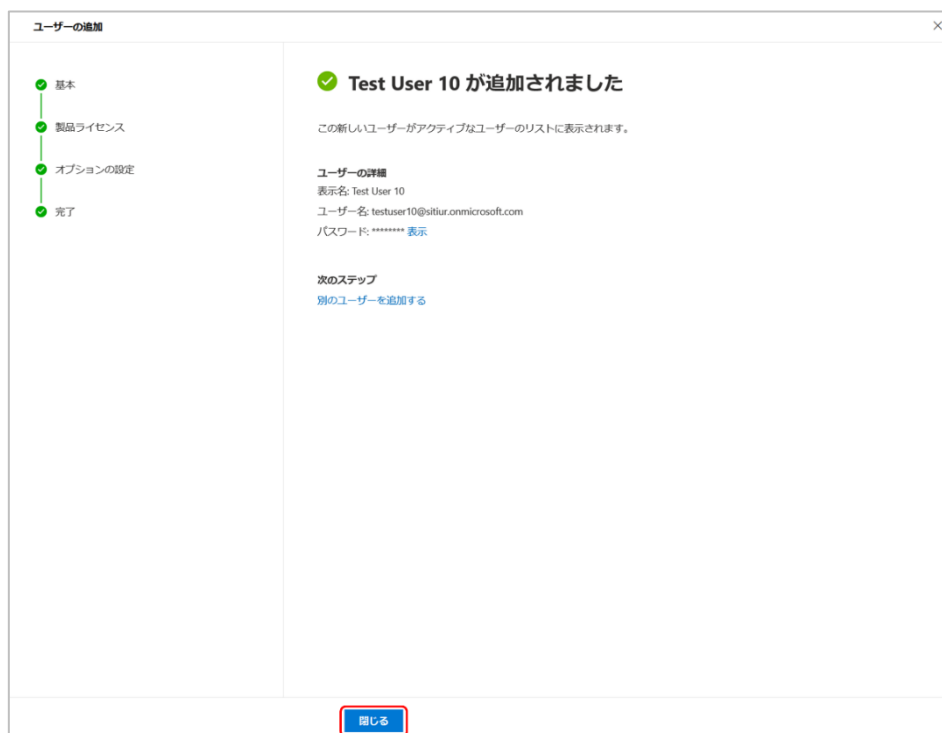 ユーザーの追加
基本
製品ライセンス
オプションの設定
完了
Test User 10 が追加されました
この新しいユーザーがアクティブなユーザーのリストに表示されます。
ユーザーの詳細
表示名: Test User 10
ユーザー名: testuser10@sitiur.onmicrosoft.com
パスワード: ******** 表示
次のステップ
別のユーザーを追加する
閉じる